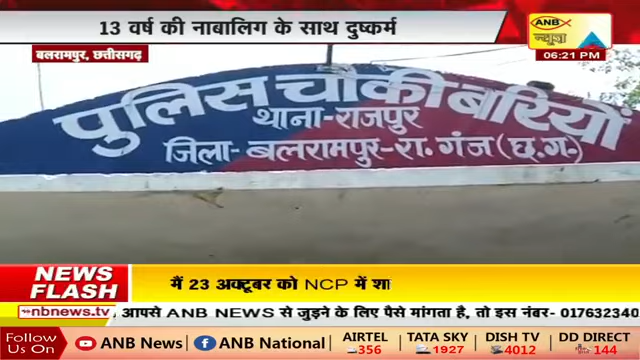 13 वर्ष की नाबालिग के साथ दुष्कर्म
ANB
न्यूज़
बलरामपुर, छत्तीसगढ़
06:21 PM
पुलिस चौकी बरियों
थाना-राजपुर
जिला-बलरामपुर-रा.गंज(छ.ग.)
NEWS FLASH
मैं 23 अक्टूबर को NCP में शा
nbnews.tv
आपसे ANB NEWS से जुड़ने के लिए पैसे मांगता है, तो इस नंबर- 017632340
Follow Us On
ANB News
ANB National
AIRTEL 356
TATA SKY 1927
DISH TV 4012
DD DIRECT 144